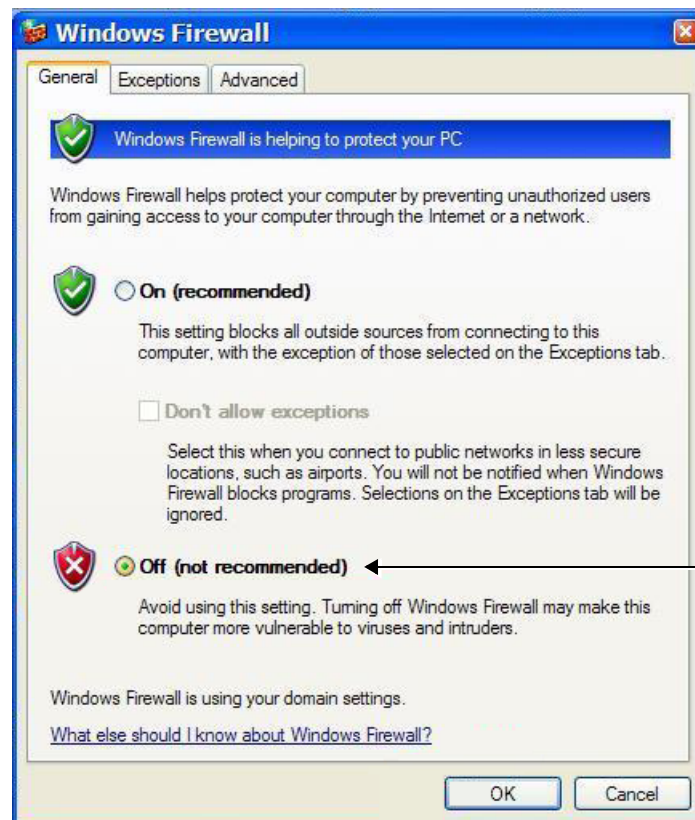 Windows Firewall
General Exceptions Advanced
Windows Firewall is helping to protect your PC
Windows Firewall helps protect your computer by preventing unauthorized users
from gaining access to your computer through the Internet or a network.
On (recommended)
This setting blocks all outside sources from connecting to this
computer, with the exception of those selected on the Exceptions tab.
Don't allow exceptions
Select this when you connect to public networks in less secure
locations, such as airports. You will not be notified when Windows
Firewall blocks programs. Selections on the Exceptions tab will be
ignored.
Off (not recommended)
Avoid using this setting. Turning off Windows Firewall may make this
computer more vulnerable to viruses and intruders.
Windows Firewall is using your domain settings.
What else should I know about Windows Firewall?
OK Cancel